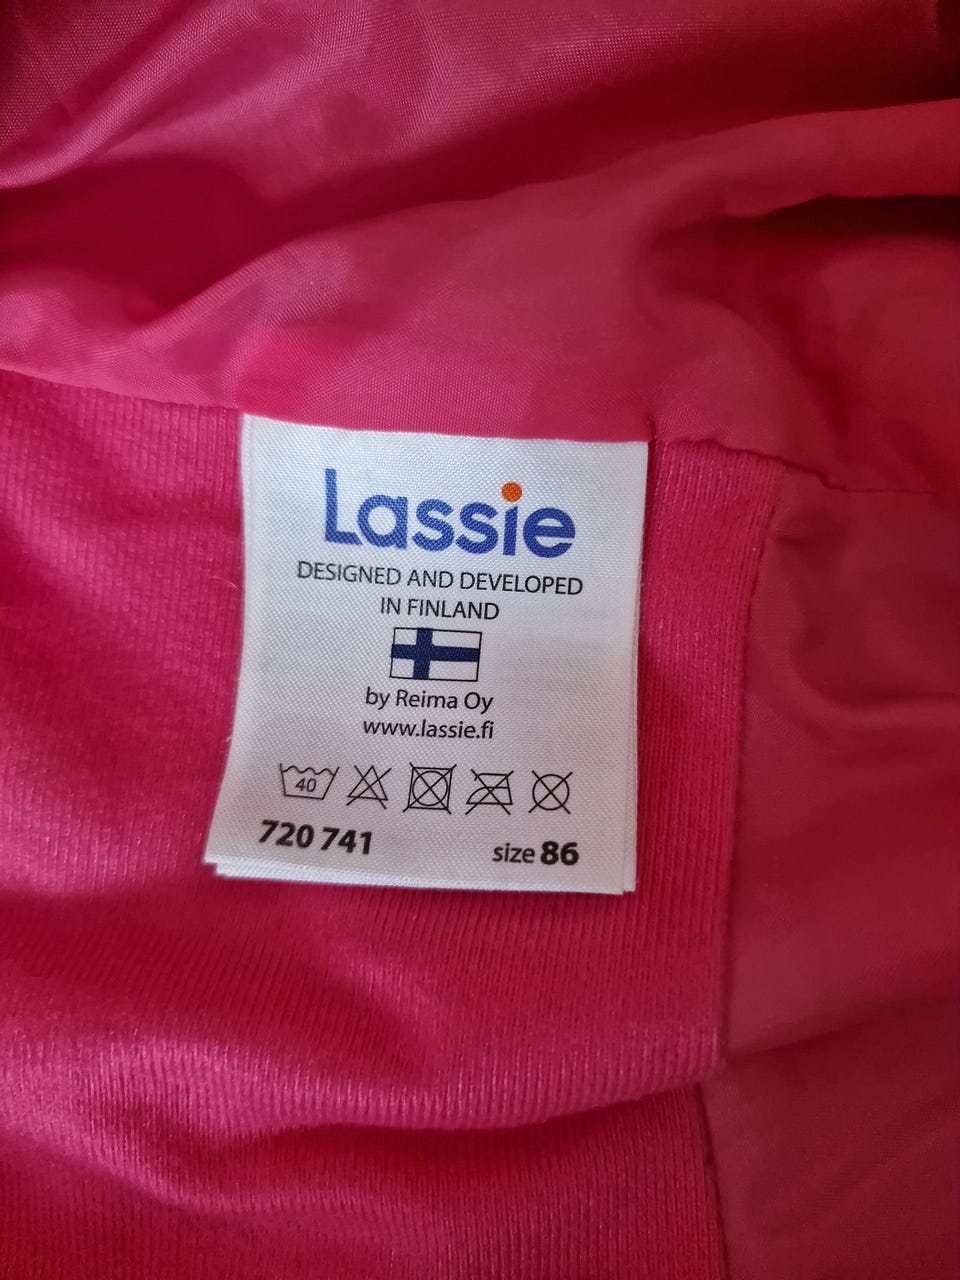 Lassie
DESIGNED AND DEVELOPED
IN FINLAND
by Reima Oy
www.lassie.fi
40
720 741 size 86